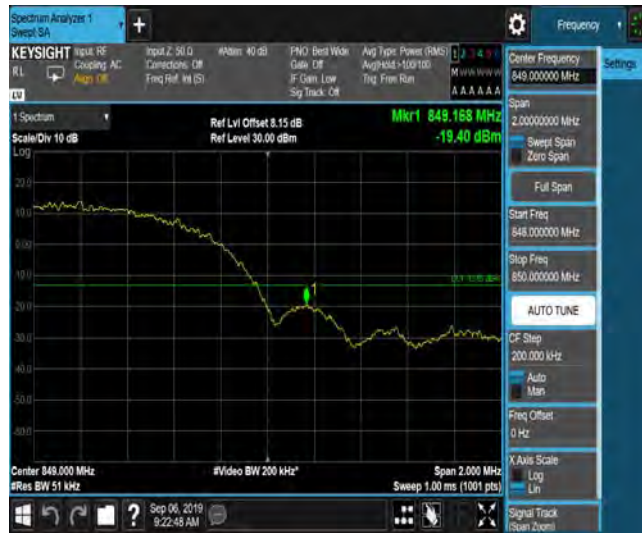 Spectrum Analyzer 1
Swept SA
+
Frequency
KEYSIGHT
Input: RF
Coupling: AC
Align: Off
Input Z: 50 Ω
Corrections: Off
Freq Ref: Int (S)
#Atten: 40 dB
PNO: Best Wide
Gate: Off
IF Gain: Low
Sig Track: Off
Avg Type: Power (RMS)
Avg|Hold: >100/100
Trig: Free Run
1 2 3 4 5 6
M W W W W W
A A A A A A
RL
LV
1 Spectrum
Scale/Div 10 dB
Log
Ref Lvl Offset 8.15 dB
Ref Level 30.00 dBm
Mkr1 849.168 MHz
-19.40 dBm
20.0
10.0
0.00
-10.0
-20.0
-30.0
1
Center 849.000 MHz
#Res BW 51 kHz
#Video BW 200 kHz*
Span 2.000 MHz
Sweep 1.00 ms (1001 pts)
Sep 06, 2019
9:22:48 AM
?
Center Frequency
849.000000 MHz
Settings
Span
2.00000000 MHz
Swept Span
Zero Span
Full Span
Start Freq
848.000000 MHz
Stop Freq
850.000000 MHz
AUTO TUNE
CF Step
200.000 kHz
Auto
Man
Freq Offset
0 Hz
X Axis Scale
Log
Lin
Signal Track
(Span Zoom)